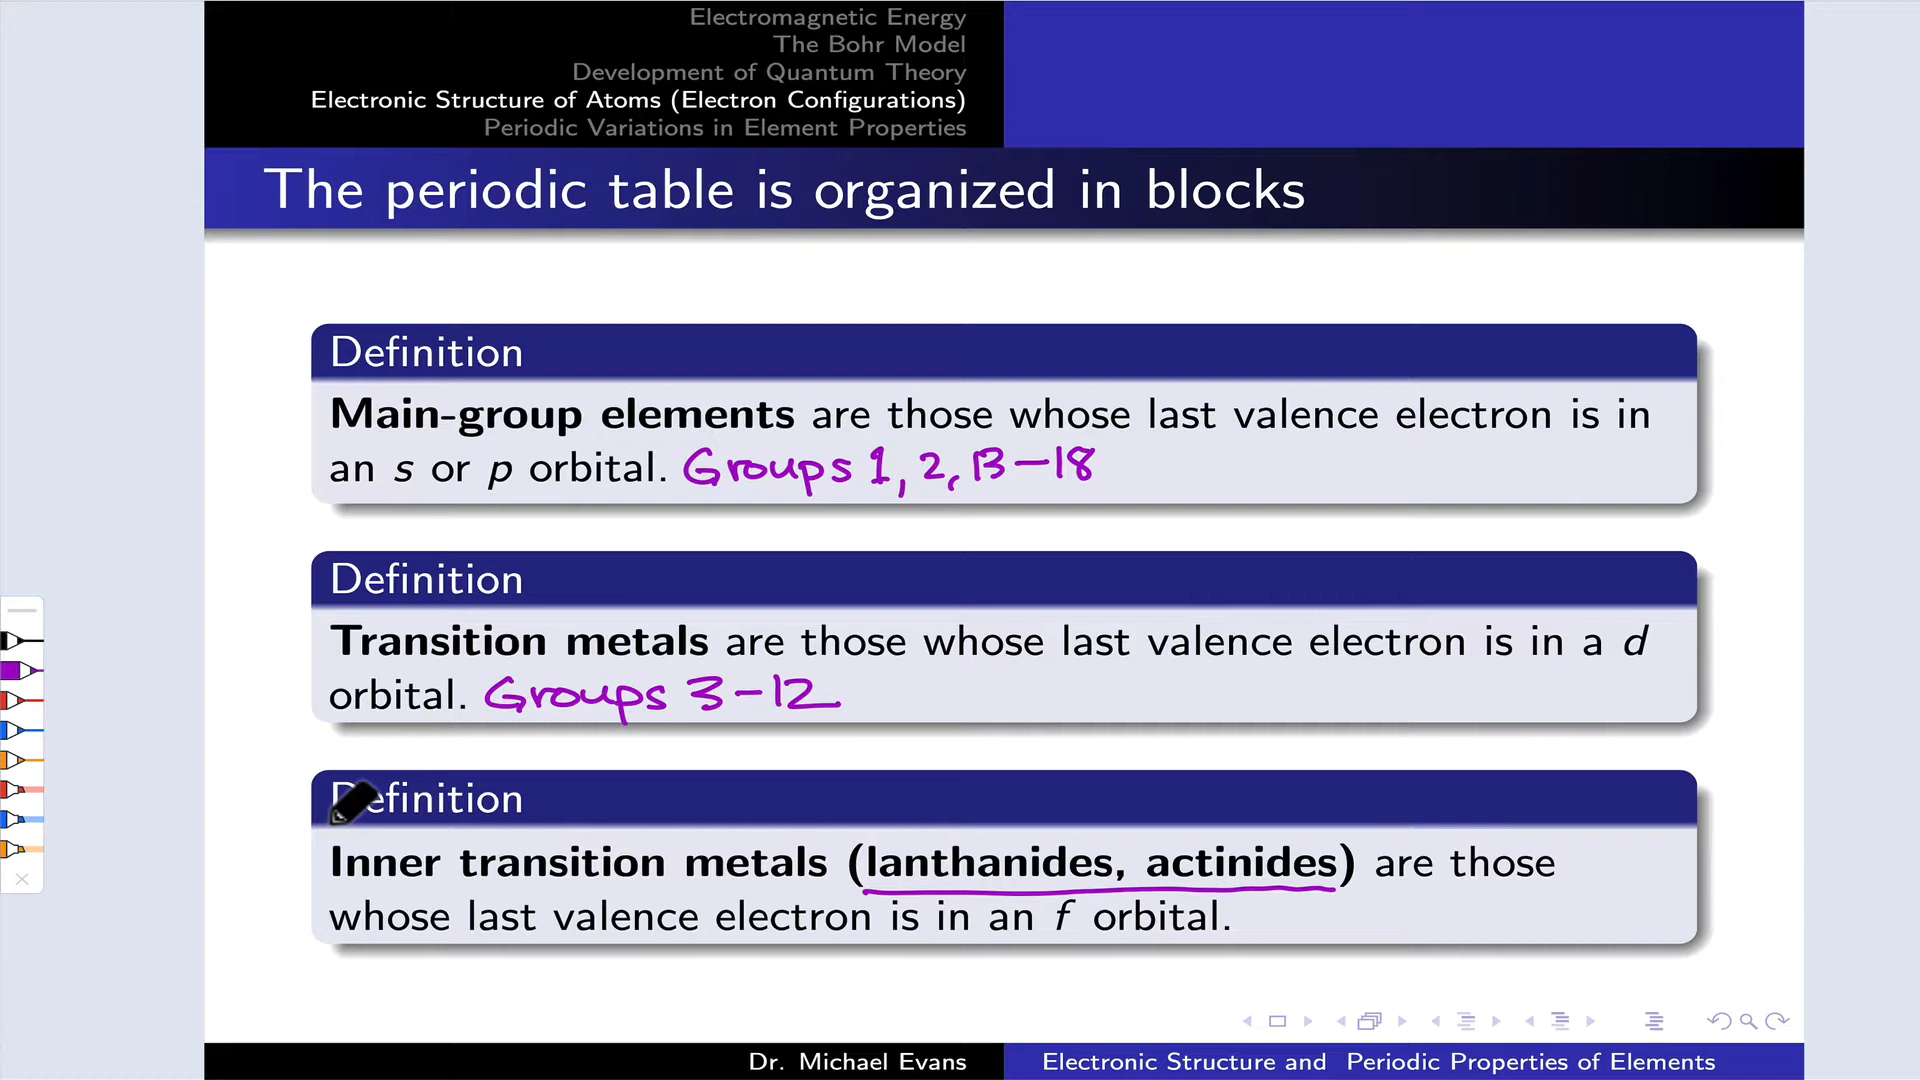 Electromagnetic Energy
The Bohr Model
Development of Quantum Theory
Electronic Structure of Atoms (Electron Configurations)
Periodic Variations in Element Properties
The periodic table is organized in blocks
Definition
Main-group elements are those whose last valence electron is in
an s or p orbital. Groups 1, 2, 13–18
Definition
Transition metals are those whose last valence electron is in a d
orbital. Groups 3–12
Definition
Inner transition metals (lanthanides, actinides) are those
whose last valence electron is in an f orbital.
Dr. Michael Evans
Electronic Structure and Periodic Properties of Elements